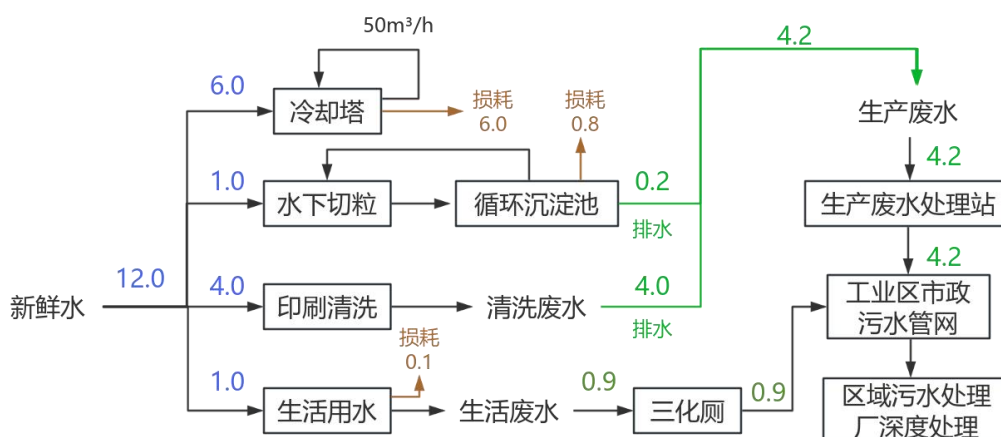 50m³/h
4.2
6.0
冷却塔
损耗
6.0
损耗
0.8
生产废水
4.2
1.0
水下切粒
循环沉淀池
0.2
排水
生产废水处理站
4.2
新鲜水
12.0
4.0
印刷清洗
清洗废水
4.0
排水
工业区市政
污水管网
损耗
0.1
1.0
生活用水
生活废水
0.9
三化厕
0.9
区域污水处理
厂深度处理